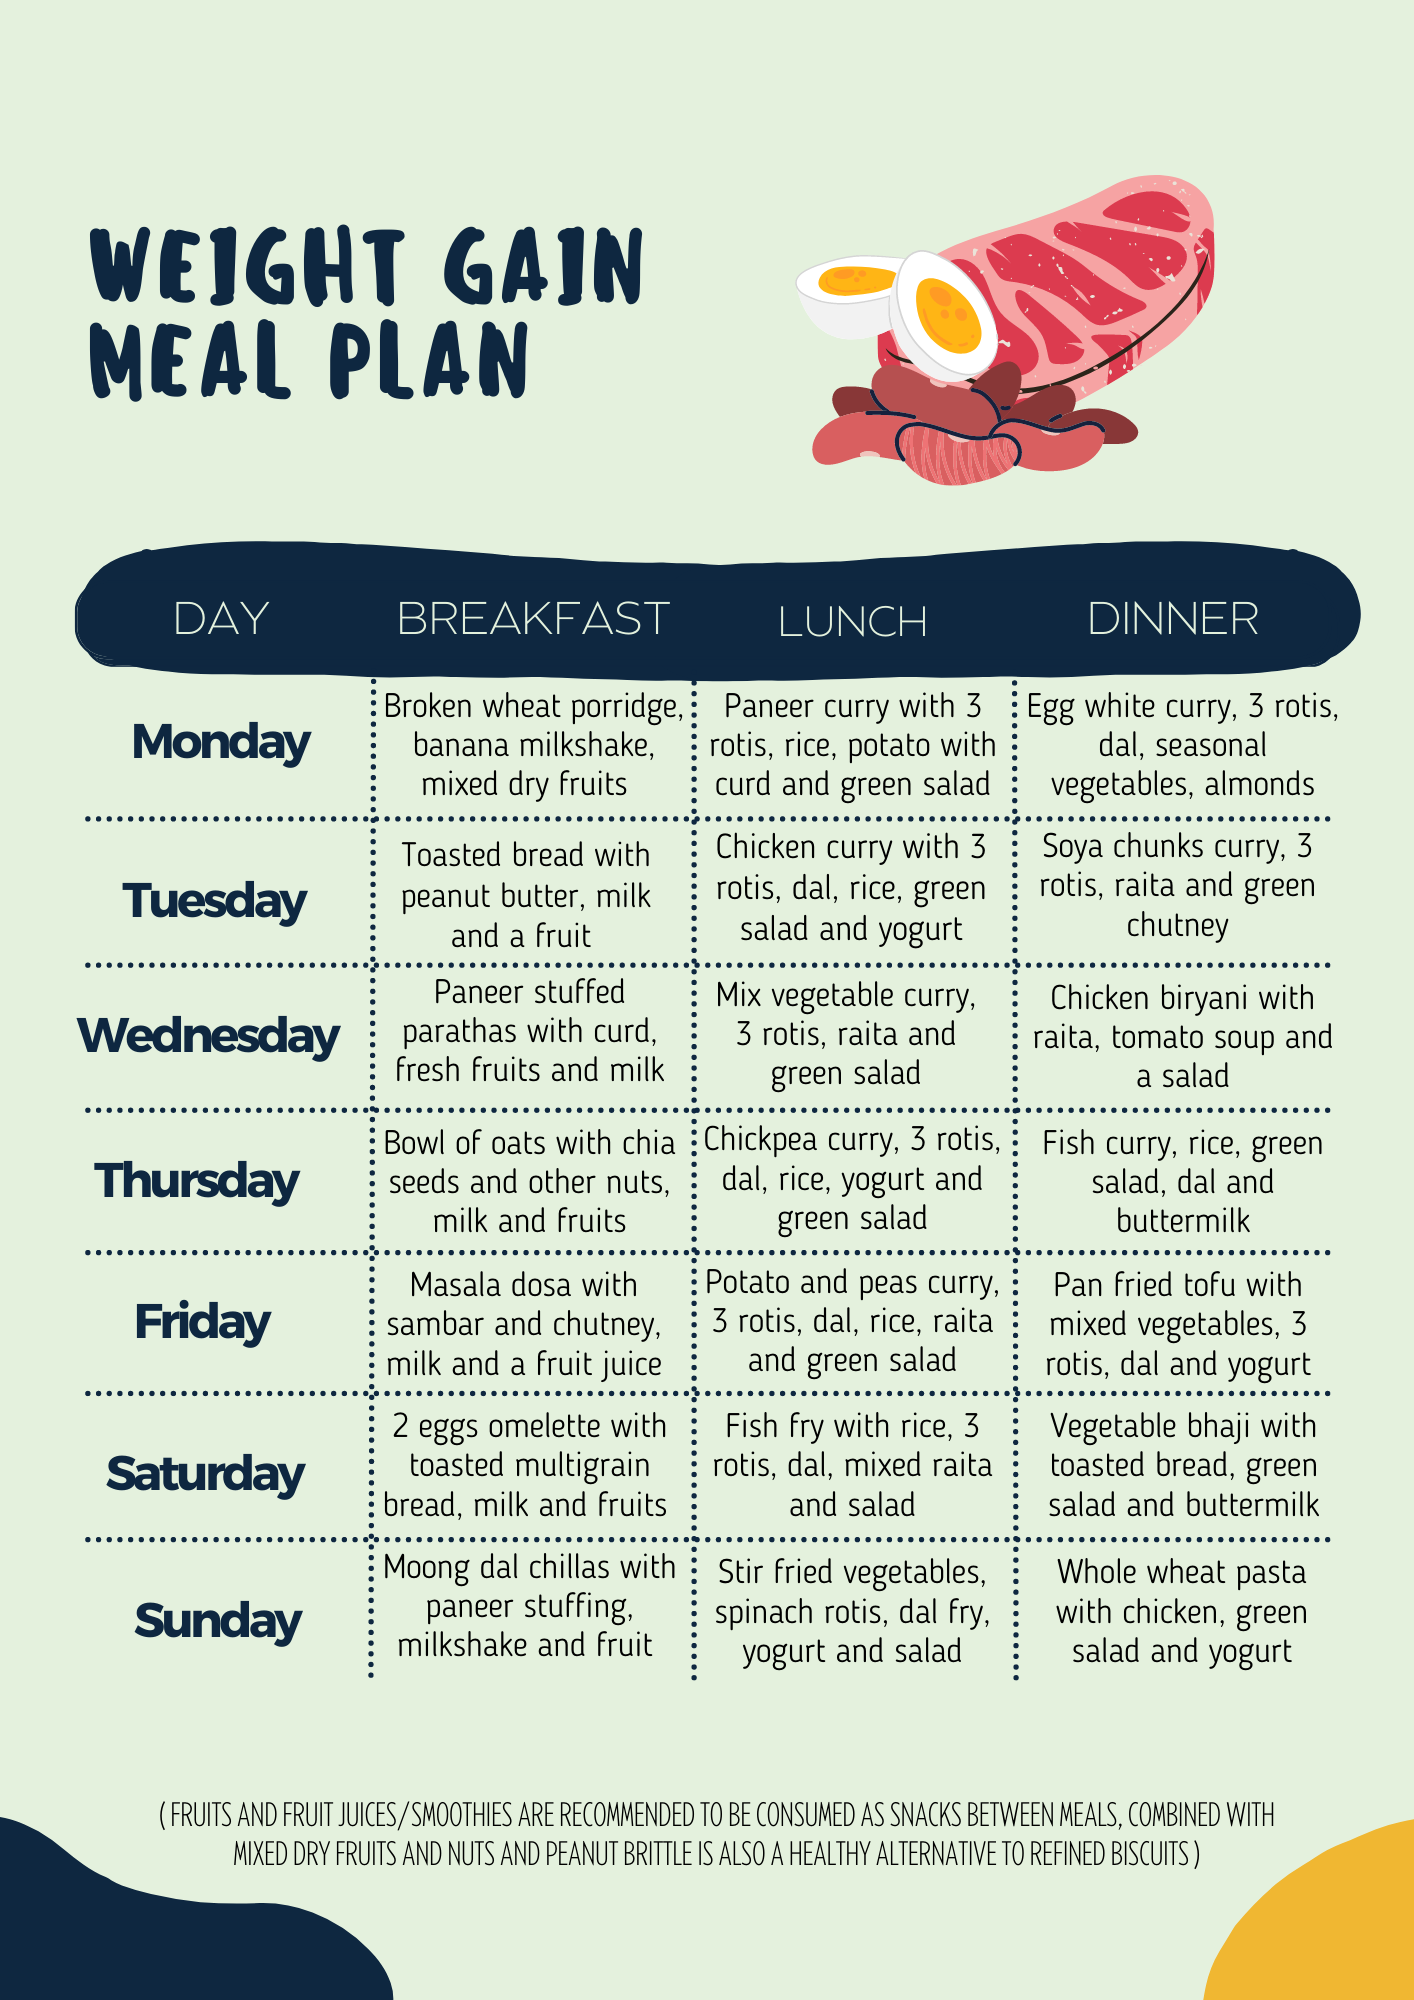 WEIGHT GAIN
MEAL PLAN
DAY BREAKFAST LUNCH DINNER
Monday
Broken wheat porridge,
banana milkshake,
mixed dry fruits
Paneer curry with 3
rotis, rice, potato with
curd and green salad
Egg white curry, 3 rotis,
dal, seasonal
vegetables, almonds
Tuesday
Toasted bread with
peanut butter, milk
and a fruit
Chicken curry with 3
rotis, dal, rice, green
salad and yogurt
Soya chunks curry, 3
rotis, raita and green
chutney
Wednesday
Paneer stuffed
parathas with curd,
fresh fruits and milk
Mix vegetable curry,
3 rotis, raita and
green salad
Chicken biryani with
raita, tomato soup and
a salad
Thursday
Bowl of oats with chia
seeds and other nuts,
milk and fruits
Chickpea curry, 3 rotis,
dal, rice, yogurt and
green salad
Fish curry, rice, green
salad, dal and
buttermilk
Friday
Masala dosa with
sambar and chutney,
milk and a fruit juice
Potato and peas curry,
3 rotis, dal, rice, raita
and green salad
Pan fried tofu with
mixed vegetables, 3
rotis, dal and yogurt
Saturday
2 eggs omelette with
toasted multigrain
bread, milk and fruits
Fish fry with rice, 3
rotis, dal, mixed raita
and salad
Vegetable bhaji with
toasted bread, green
salad and buttermilk
Sunday
Moong dal chillas with
paneer stuffing,
milkshake and fruit
Stir fried vegetables,
spinach rotis, dal fry,
yogurt and salad
Whole wheat pasta
with chicken, green
salad and yogurt
( FRUITS AND FRUIT JUICES/SMOOTHIES ARE RECOMMENDED TO BE CONSUMED AS SNACKS BETWEEN MEALS, COMBINED WITH
MIXED DRY FRUITS AND NUTS AND PEANUT BRITTLE IS ALSO A HEALTHY ALTERNATIVE TO REFINED BISCUITS )